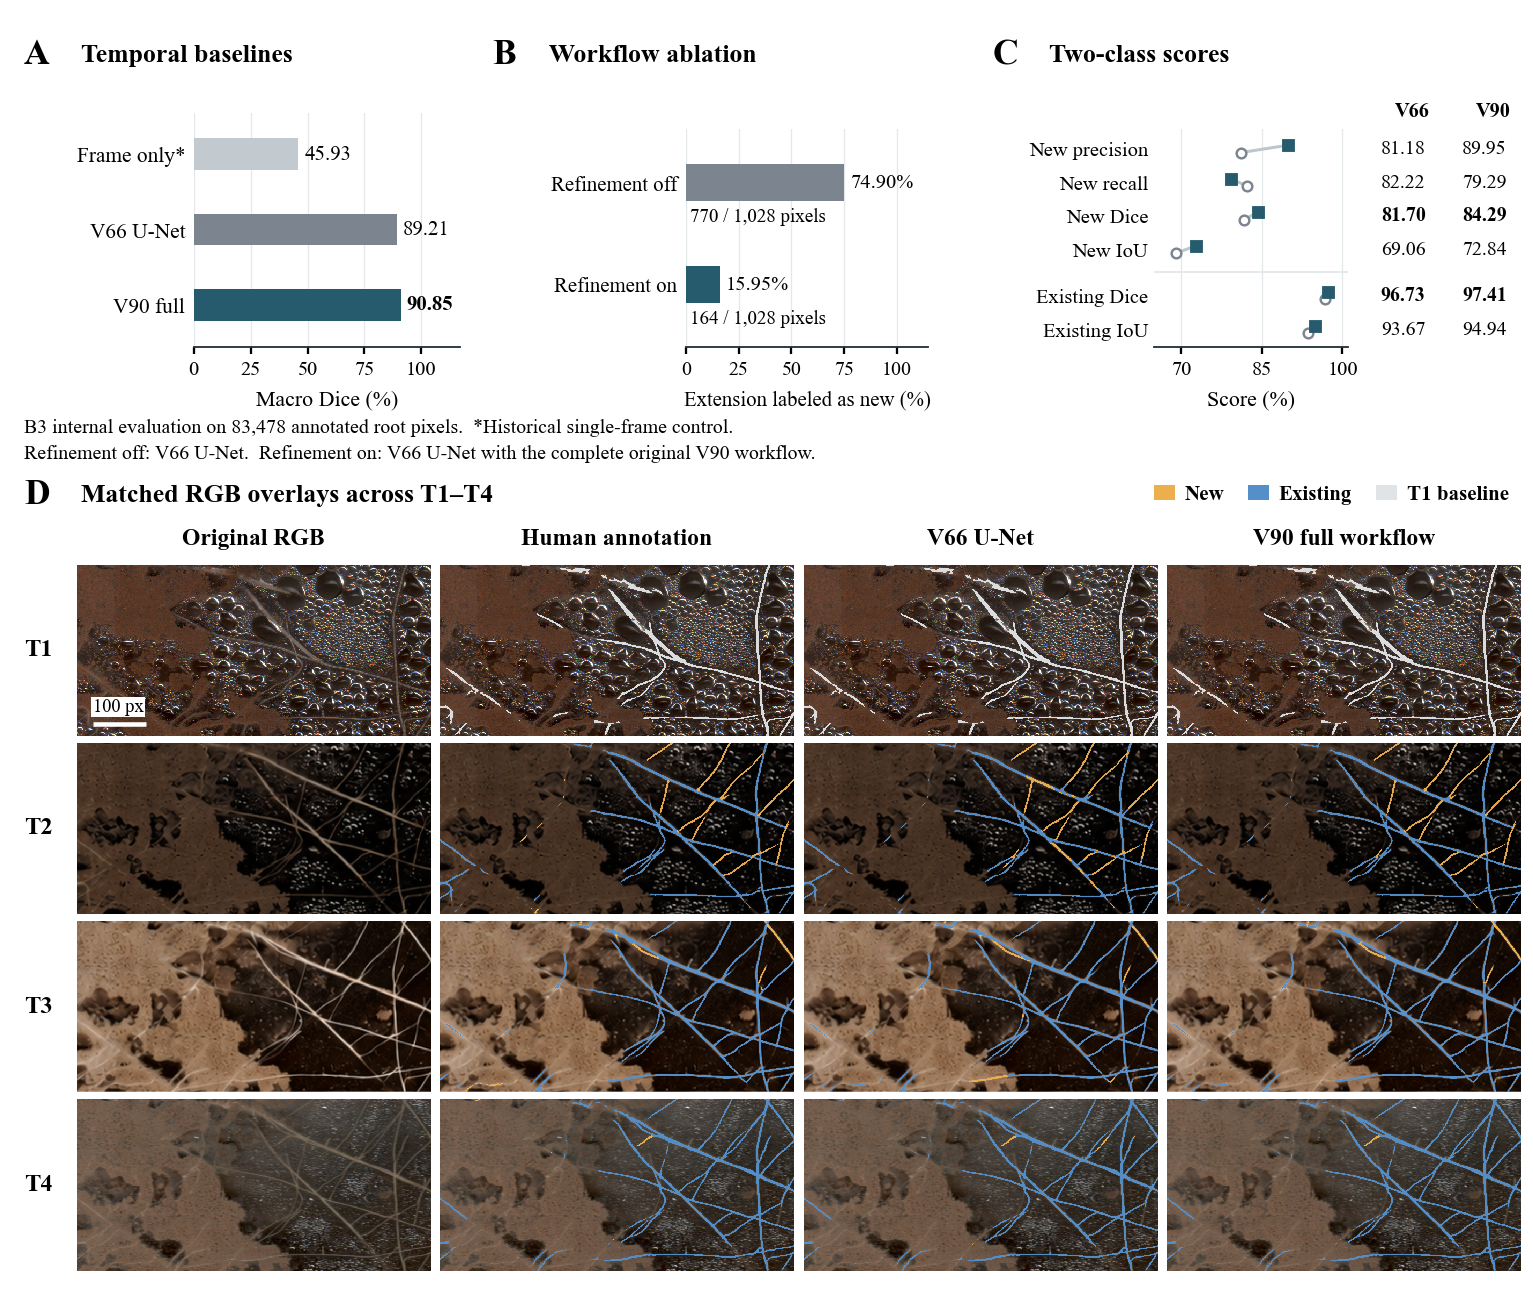 A Temporal baselines
Frame only*
45.93
V66 U-Net
89.21
V90 full
90.85
0 25 50 75 100
Macro Dice (%)
B Workflow ablation
Refinement off
74.90%
770 / 1,028 pixels
Refinement on
15.95%
164 / 1,028 pixels
0 25 50 75 100
Extension labeled as new (%)
C Two-class scores
V66 V90
New precision 81.18 89.95
New recall 82.22 79.29
New Dice 81.70 84.29
New IoU 69.06 72.84
Existing Dice 96.73 97.41
Existing IoU 93.67 94.94
70 85 100
Score (%)
B3 internal evaluation on 83,478 annotated root pixels. *Historical single-frame control.
Refinement off: V66 U-Net. Refinement on: V66 U-Net with the complete original V90 workflow.
D Matched RGB overlays across T1–T4
New Existing T1 baseline
Original RGB Human annotation V66 U-Net V90 full workflow
T1
100 px
T2
T3
T4